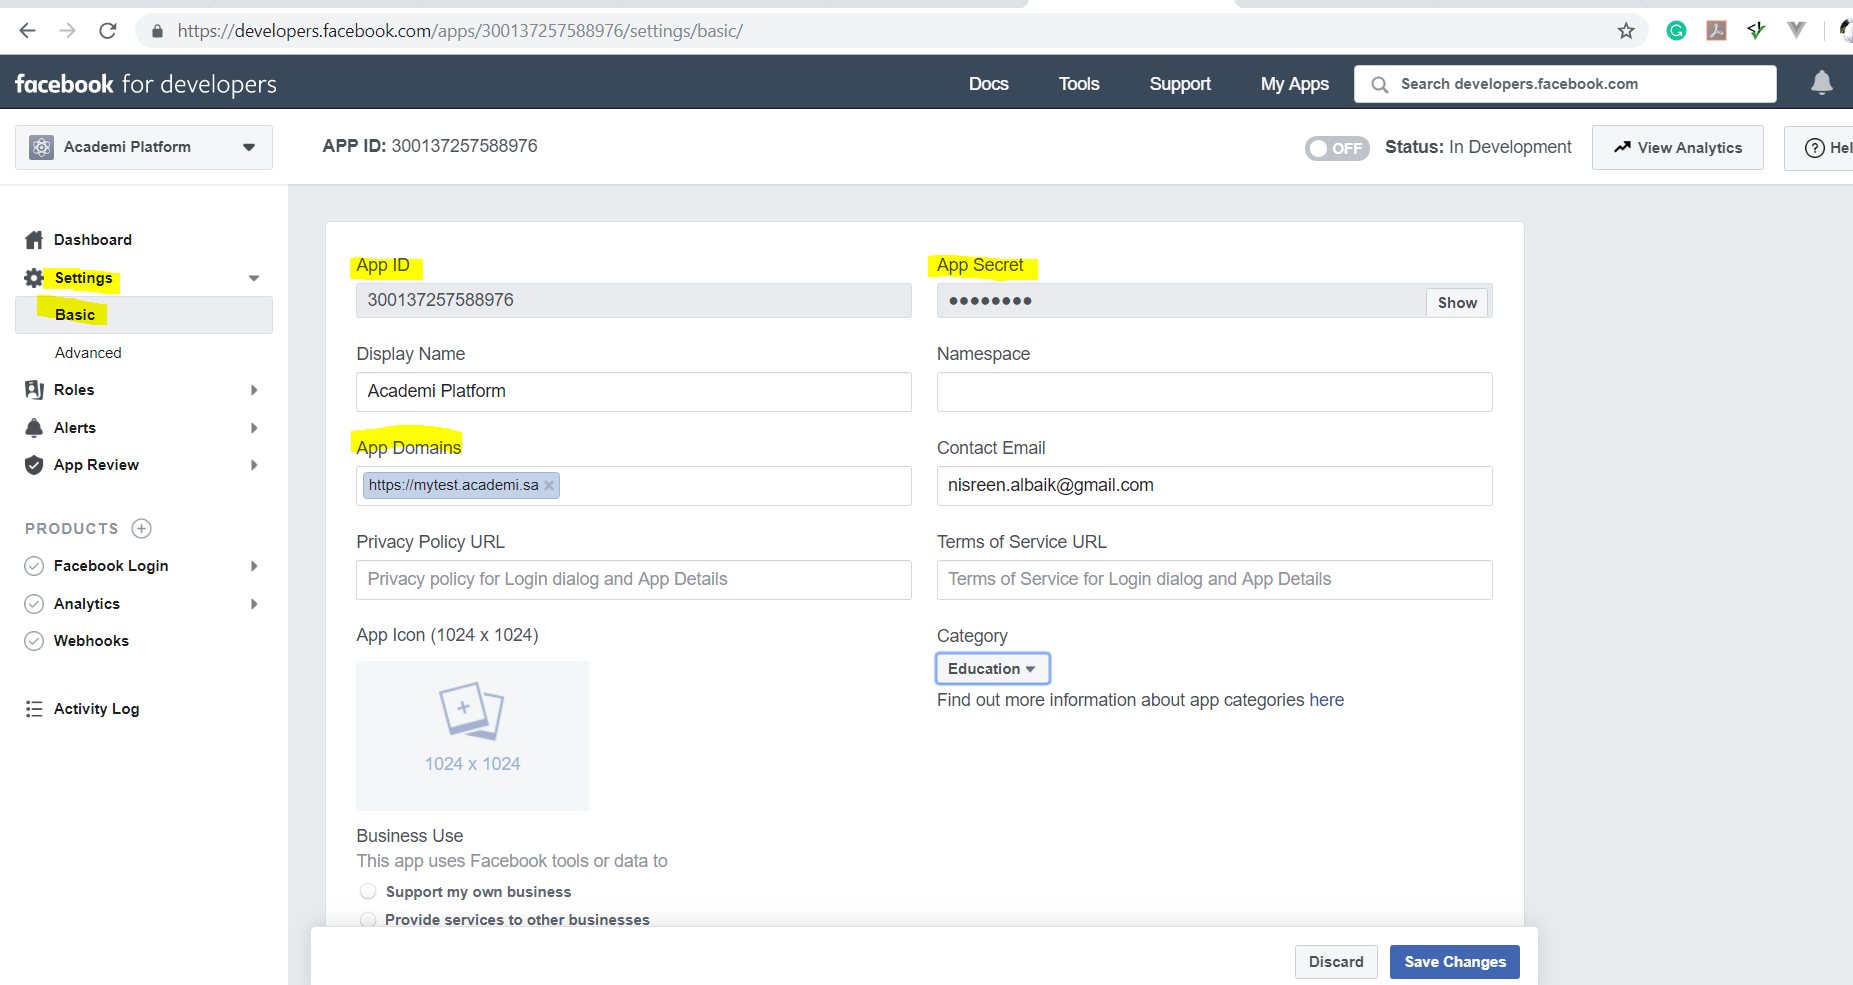 https://developers.facebook.com/apps/300137257588976/settings/basic/
facebook for developers
Docs
Tools
Support
My Apps
Search developers.facebook.com
Academi Platform
APP ID: 300137257588976
OFF
Status: In Development
View Analytics
Hel
Dashboard
Settings
Basic
Advanced
Roles
Alerts
App Review
PRODUCTS
Facebook Login
Analytics
Webhooks
Activity Log
App ID
300137257588976
App Secret
••••••••
Show
Display Name
Academi Platform
Namespace
App Domains
https://mytest.academi.sa
Contact Email
nisreen.albaik@gmail.com
Privacy Policy URL
Privacy policy for Login dialog and App Details
Terms of Service URL
Terms of Service for Login dialog and App Details
App Icon (1024 x 1024)
1024 x 1024
Category
Education
Find out more information about app categories here
Business Use
This app uses Facebook tools or data to
Support my own business
Provide services to other businesses
Discard
Save Changes